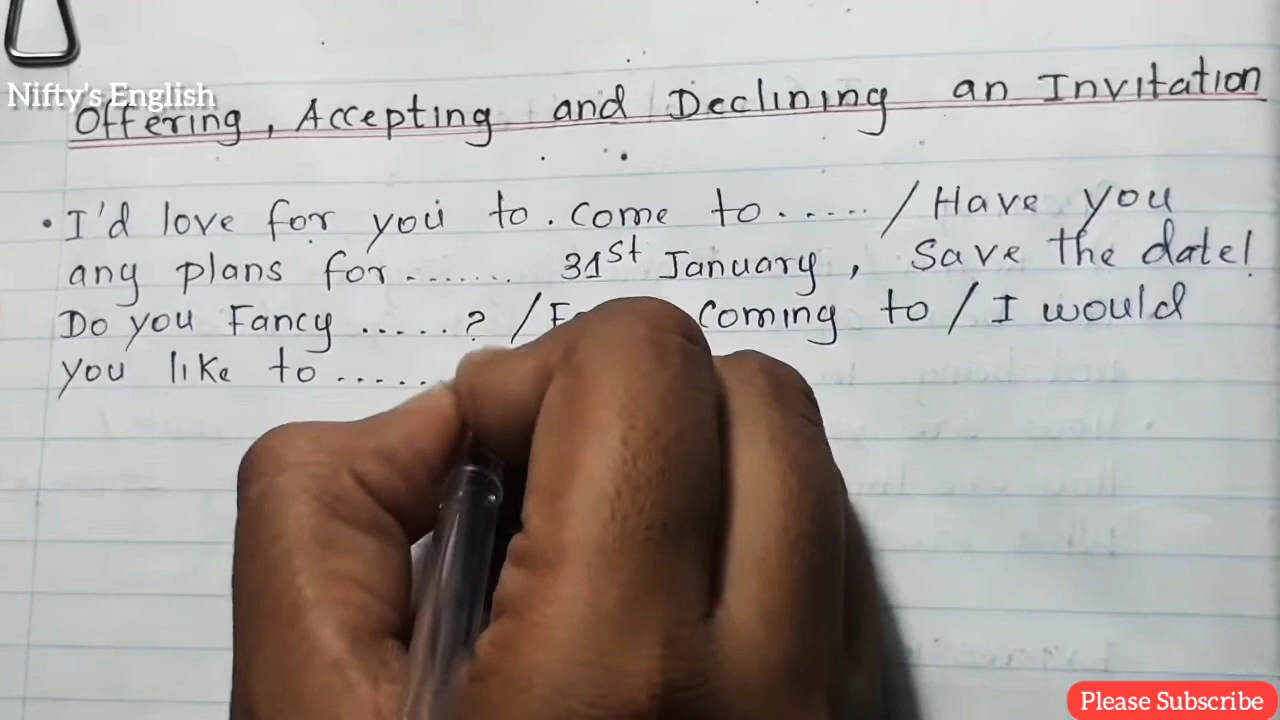 Nifty's English
Offering, Accepting and Declining an Invitation
• I'd love for you to. come to...... / Have you
any plans for....... 31st January, Save the date!
Do you Fancy .....? / coming to / I would
you like to......
Please Subscribe